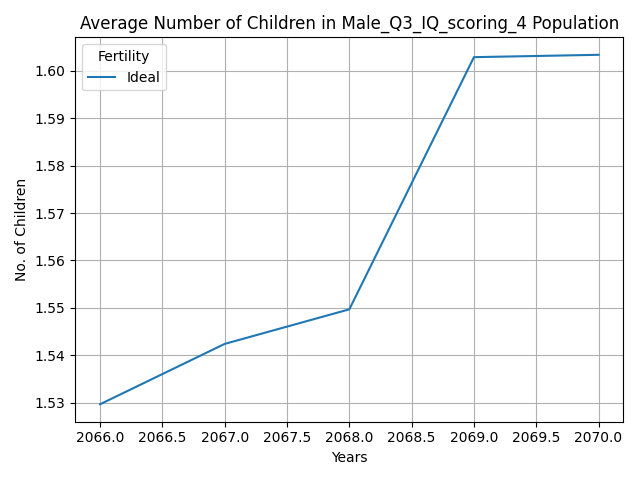 Average Number of Children in Male_Q3_IQ_scoring_4 Population
Fertility
Ideal
No. of Children
1.60
1.59
1.58
1.57
1.56
1.55
1.54
1.53
2066.0 2066.5 2067.0 2067.5 2068.0 2068.5 2069.0 2069.5 2070.0
Years